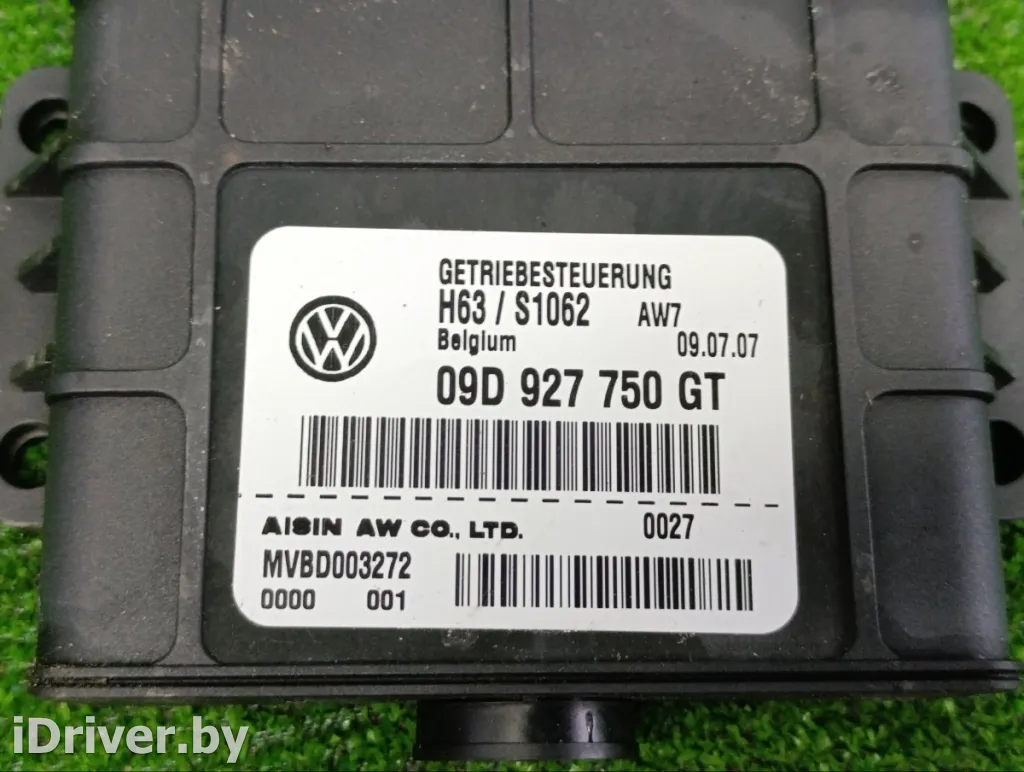 GETRIEBESTEUERUNG
H63 / S1062 AW7
Belgium 09.07.07
09D 927 750 GT
AISIN AW CO., LTD. 0027
MVBD003272
0000 001
iDriver.by